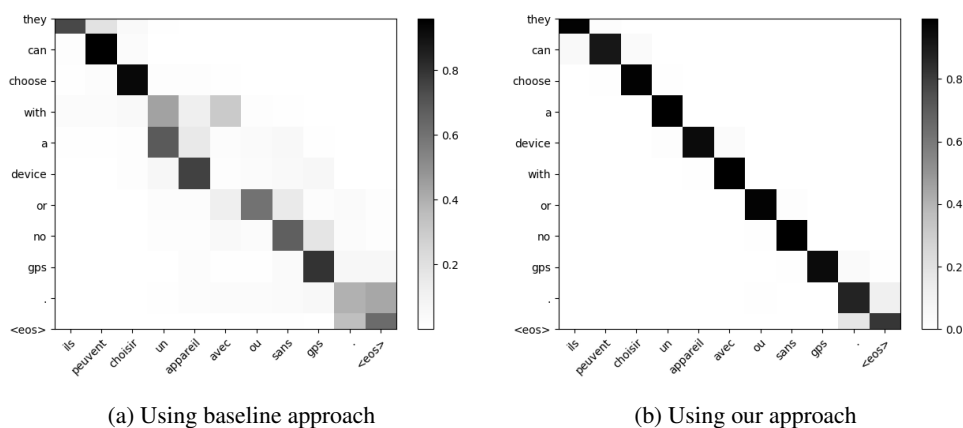 they
can
choose
with
a
device
or
no
gps
.
<eos>
ils
peuvent
choisir
un
appareil
avec
ou
sans
gps
.
<eos>
0.8
0.6
0.4
0.2
(a) Using baseline approach
they
can
choose
a
device
with
or
no
gps
.
<eos>
ils
peuvent
choisir
un
appareil
avec
ou
sans
gps
.
<eos>
0.8
0.6
0.4
0.2
0.0
(b) Using our approach